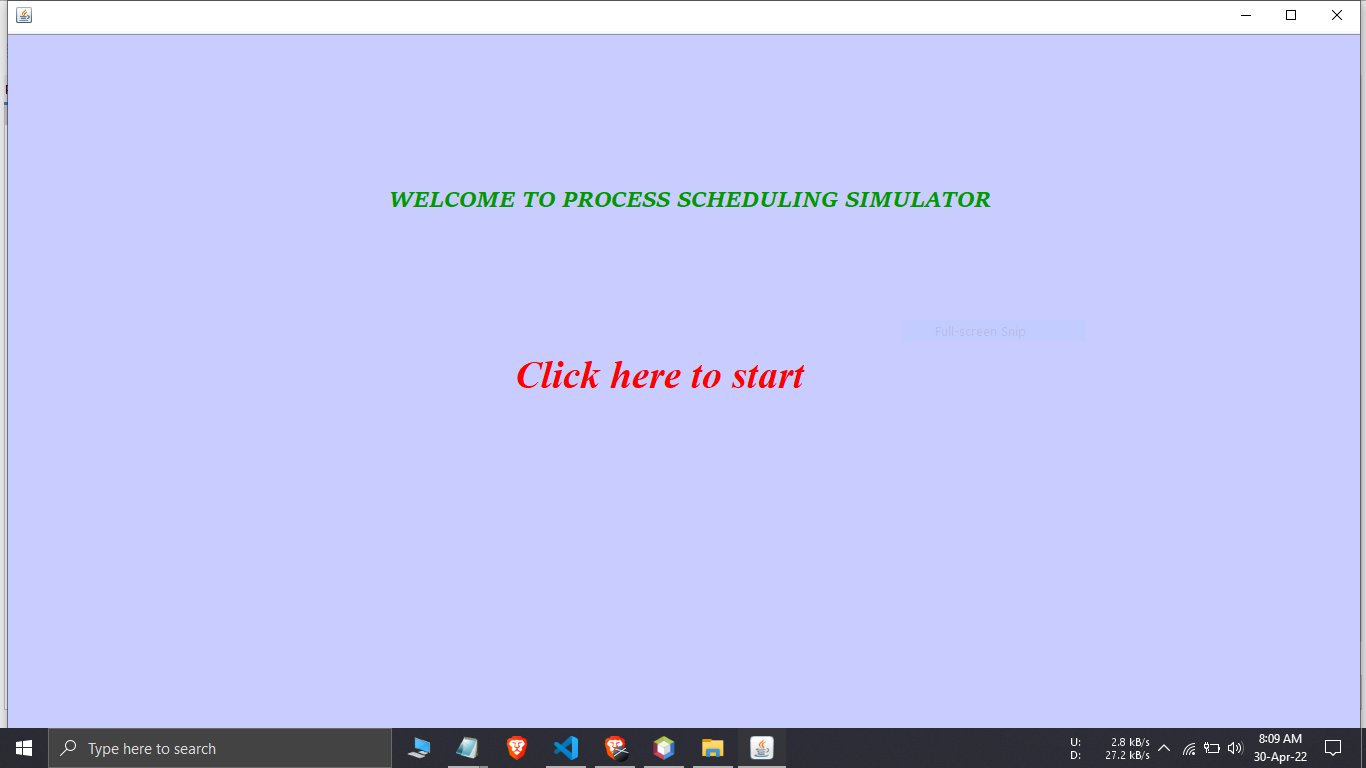 WELCOME TO PROCESS SCHEDULING SIMULATOR
Full-screen Snip
Click here to start
Type here to search
U: 2.8 kB/s
D: 27.2 kB/s
8:09 AM
30-Apr-22